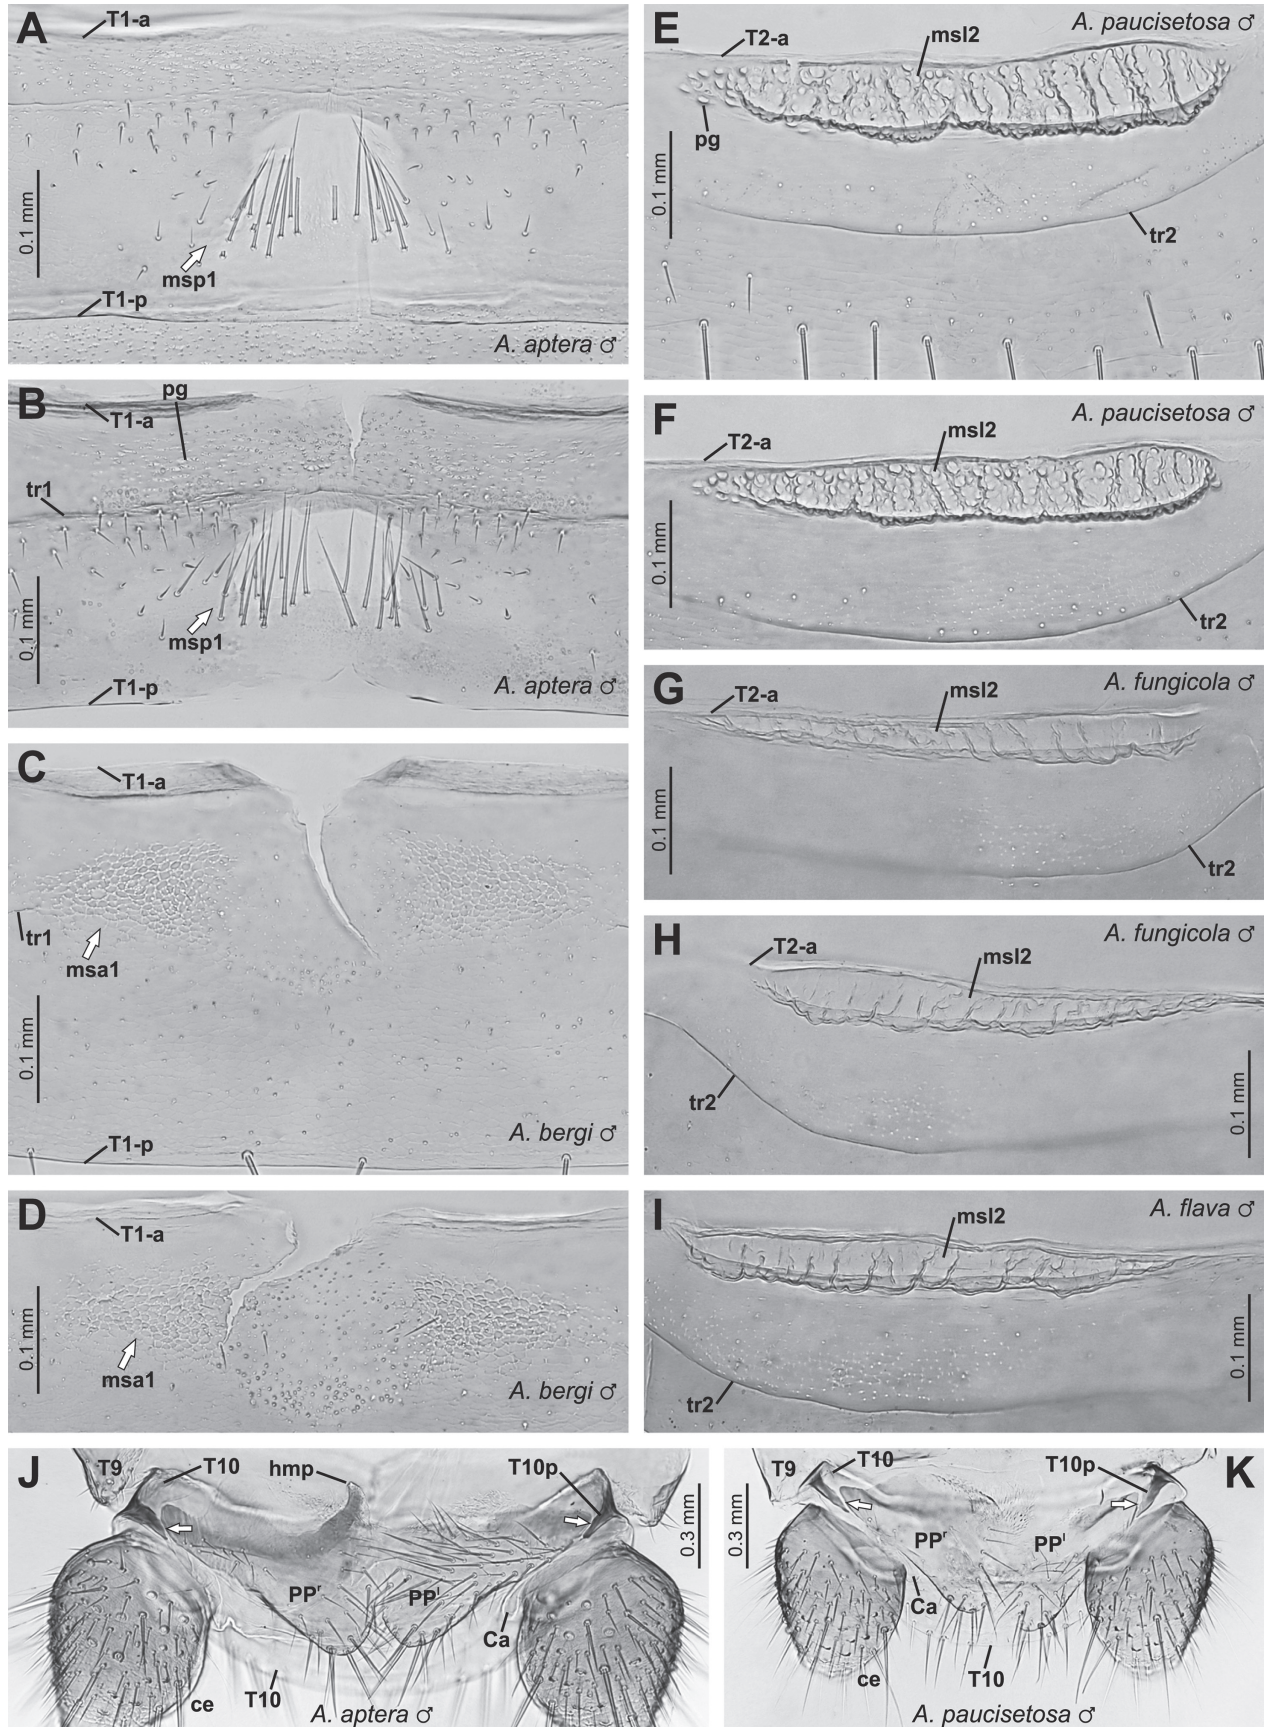 A
T1-a
msp1
T1-p
0.1 mm
A. aptera ♂
B
pg
T1-a
tr1
msp1
0.1 mm
T1-p
A. aptera ♂
C
T1-a
tr1
msa1
0.1 mm
T1-p
A. bergi ♂
D
T1-a
msa1
0.1 mm
A. bergi ♂
E
A. paucisetosa ♂
T2-a
msl2
pg
0.1 mm
tr2
F
A. paucisetosa ♂
T2-a
msl2
0.1 mm
tr2
G
A. fungicola ♂
T2-a
msl2
0.1 mm
tr2
H
A. fungicola ♂
T2-a
msl2
tr2
0.1 mm
I
A. flava ♂
msl2
tr2
0.1 mm
J
T9
T10
hmp
T10p
0.3 mm
PPr
PPl
Ca
ce
T10
A. aptera ♂
K
T9
T10
T10p
0.3 mm
PPr
PPl
Ca
ce
T10
A. paucisetosa ♂